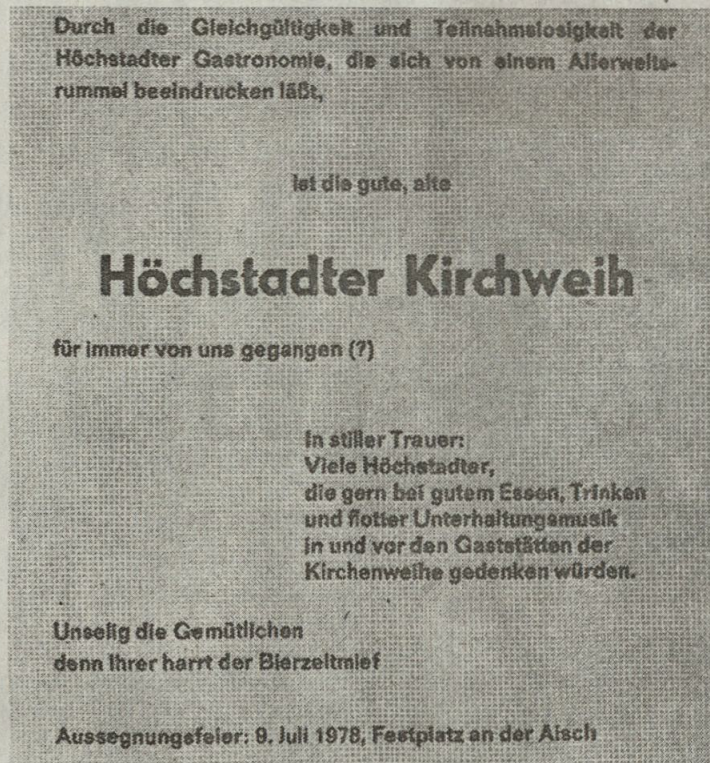 Durch die Gleichgültigkeit und Teilnahmslosigkeit der
Höchstadter Gastronomie, die sich von einem Allerwelts-
rummel beeindrucken läßt,
ist die gute, alte
Höchstadter Kirchweih
für immer von uns gegangen (?)
In stiller Trauer:
Viele Höchstadter,
die gern bei gutem Essen, Trinken
und flotter Unterhaltungsmusik
in und vor den Gaststätten der
Kirchenweihe gedenken würden.
Unselig die Gemütlichen
denn ihrer harrt der Bierzeltmief
Aussegnungsfeier: 9. Juli 1978, Festplatz an der Aisch